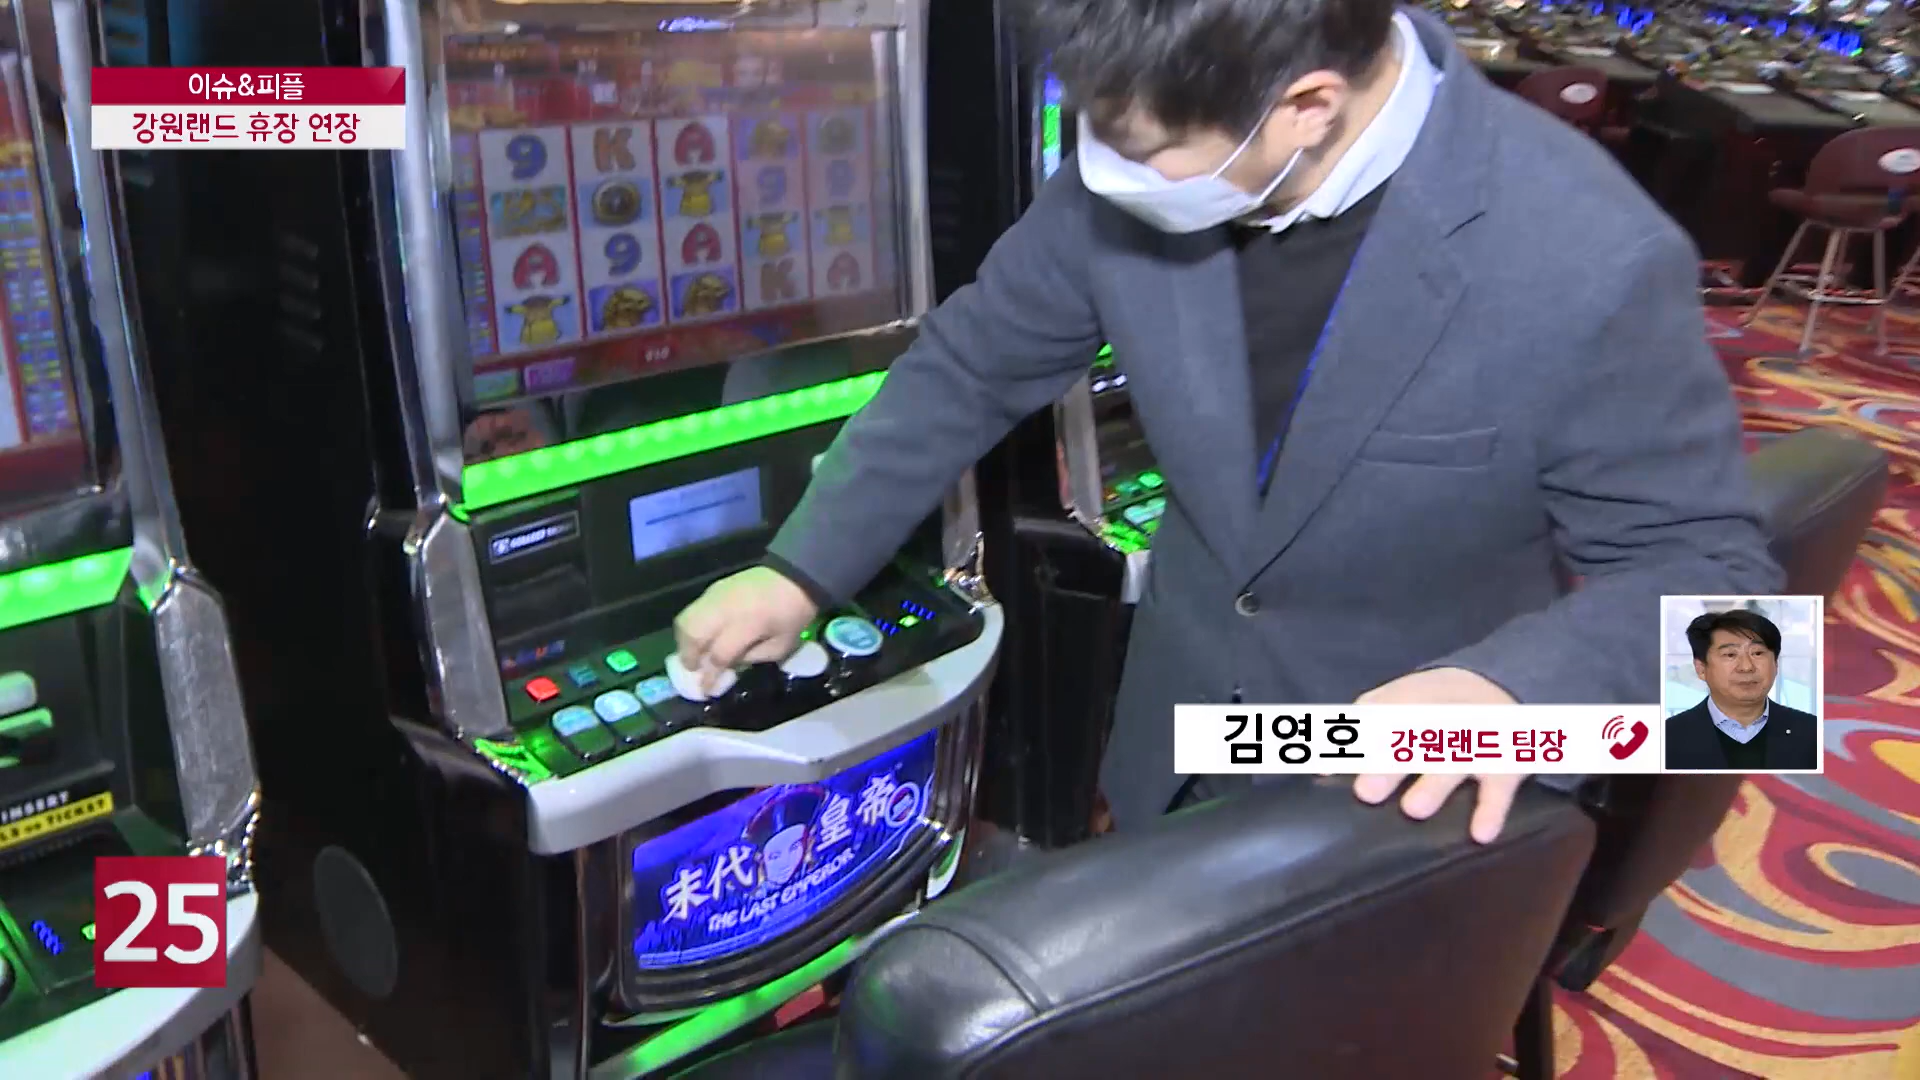 이슈&피플
강원랜드 휴장 연장
9 K A
A 9 A
K A
INSERT
末代皇帝
THE LAST EMPEROR
25
김영호 강원랜드 팀장